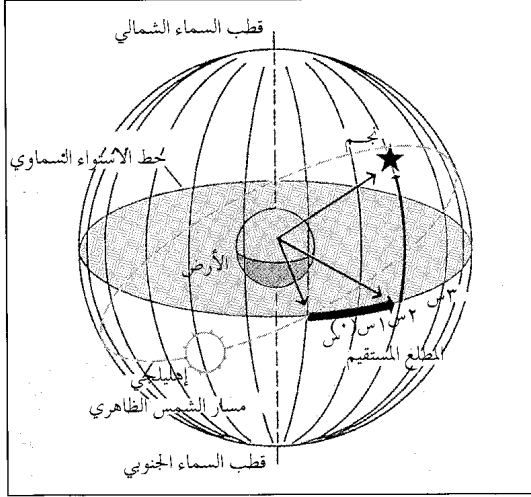 قطب السماء الشمالي
نجم
خط الاستواء السماوي
الأرض
٠س ١س ٢س ٣س
المطلع المستقيم
إهليلجي
مسار الشمس الظاهري
قطب السماء الجنوبي